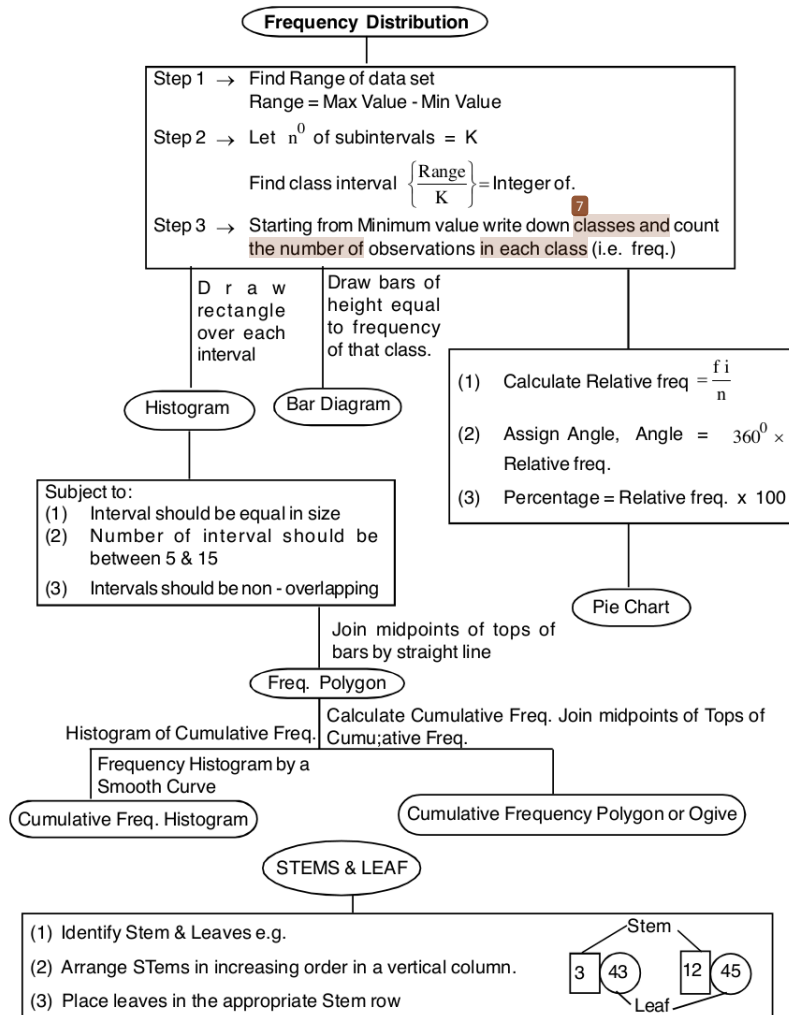 Frequency Distribution
Step 1 → Find Range of data set
Range = Max Value - Min Value
Step 2 → Let n⁰ of subintervals = K
Find class interval {Range/K} = Integer of.
7
Step 3 → Starting from Minimum value write down classes and count
the number of observations in each class (i.e. freq.)
D r a w
rectangle
over each
interval
Draw bars of
height equal
to frequency
of that class.
Histogram
Bar Diagram
(1) Calculate Relative freq = f i / n
(2) Assign Angle, Angle = 360⁰ ×
Relative freq.
(3) Percentage = Relative freq. x 100
Pie Chart
Subject to:
(1) Interval should be equal in size
(2) Number of interval should be
between 5 & 15
(3) Intervals should be non - overlapping
Join midpoints of tops of
bars by straight line
Freq. Polygon
Histogram of Cumulative Freq.
Calculate Cumulative Freq. Join midpoints of Tops of
Cumu;ative Freq.
Frequency Histogram by a
Smooth Curve
Cumulative Freq. Histogram
Cumulative Frequency Polygon or Ogive
STEMS & LEAF
(1) Identify Stem & Leaves e.g.
(2) Arrange STems in increasing order in a vertical column.
(3) Place leaves in the appropriate Stem row
Stem
3 43 12 45
Leaf